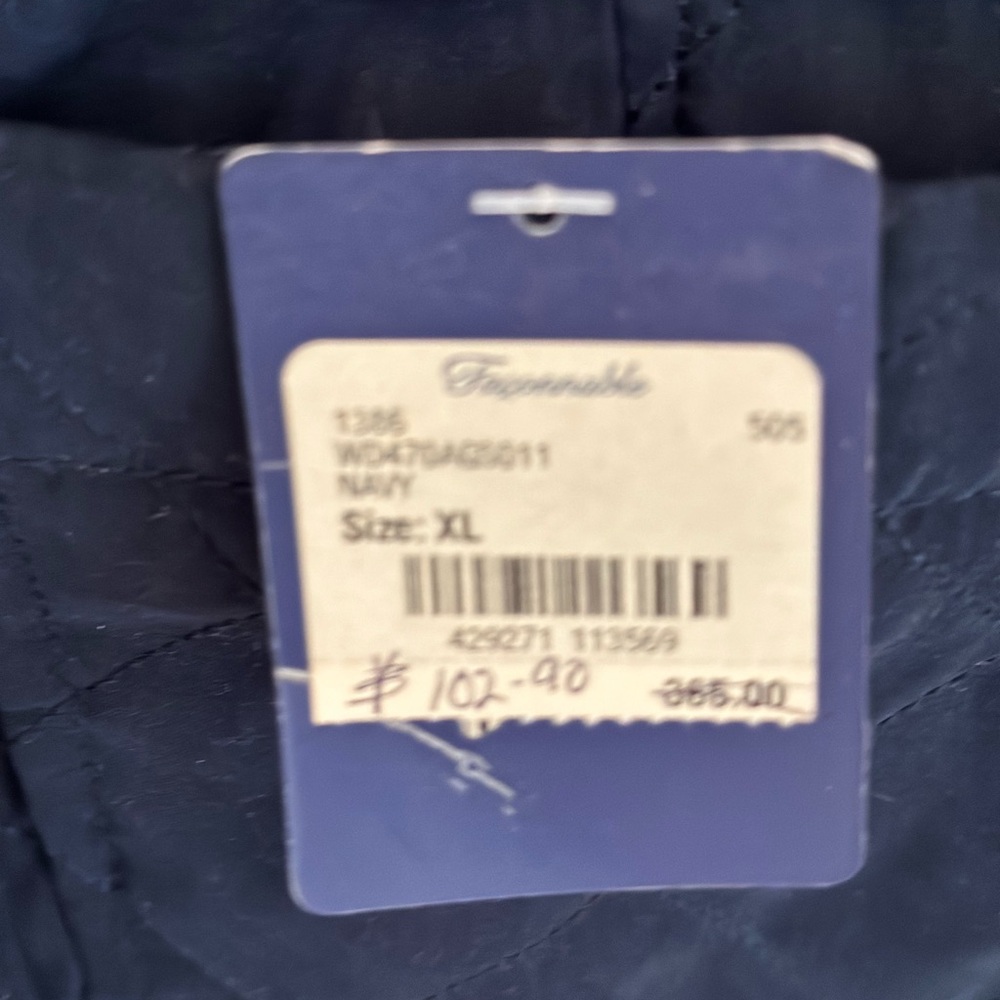 Façonnable
1386 505
NAVY
Size: XL
429271 113569
$ 102.90 365.00